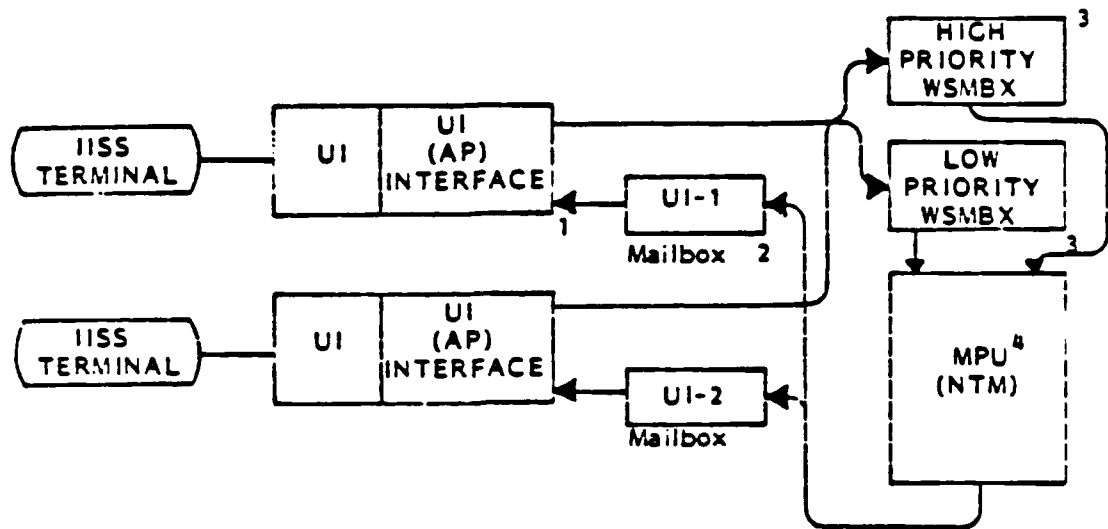 HIGH
PRIORITY
WSMBX
3
IISS
TERMINAL
UI
UI
(AP)
INTERFACE
1
UI-1
Mailbox 2
LOW
PRIORITY
WSMBX
3
IISS
TERMINAL
UI
UI
(AP)
INTERFACE
UI-2
Mailbox
MPU 4
(NTM)